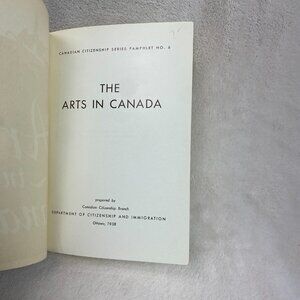 CANADIAN CITIZENSHIP SERIES PAMPHLET NO. 6
THE
ARTS IN CANADA
prepared by
Canadian Citizenship Branch
DEPARTMENT OF CITIZENSHIP AND IMMIGRATION
Ottawa, 1958